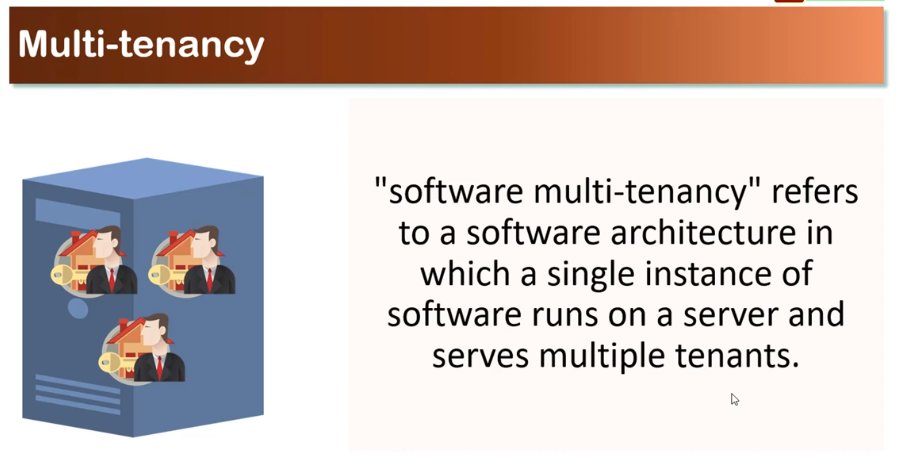 Multi-tenancy
"software multi-tenancy" refers
to a software architecture in
which a single instance of
software runs on a server and
serves multiple tenants.